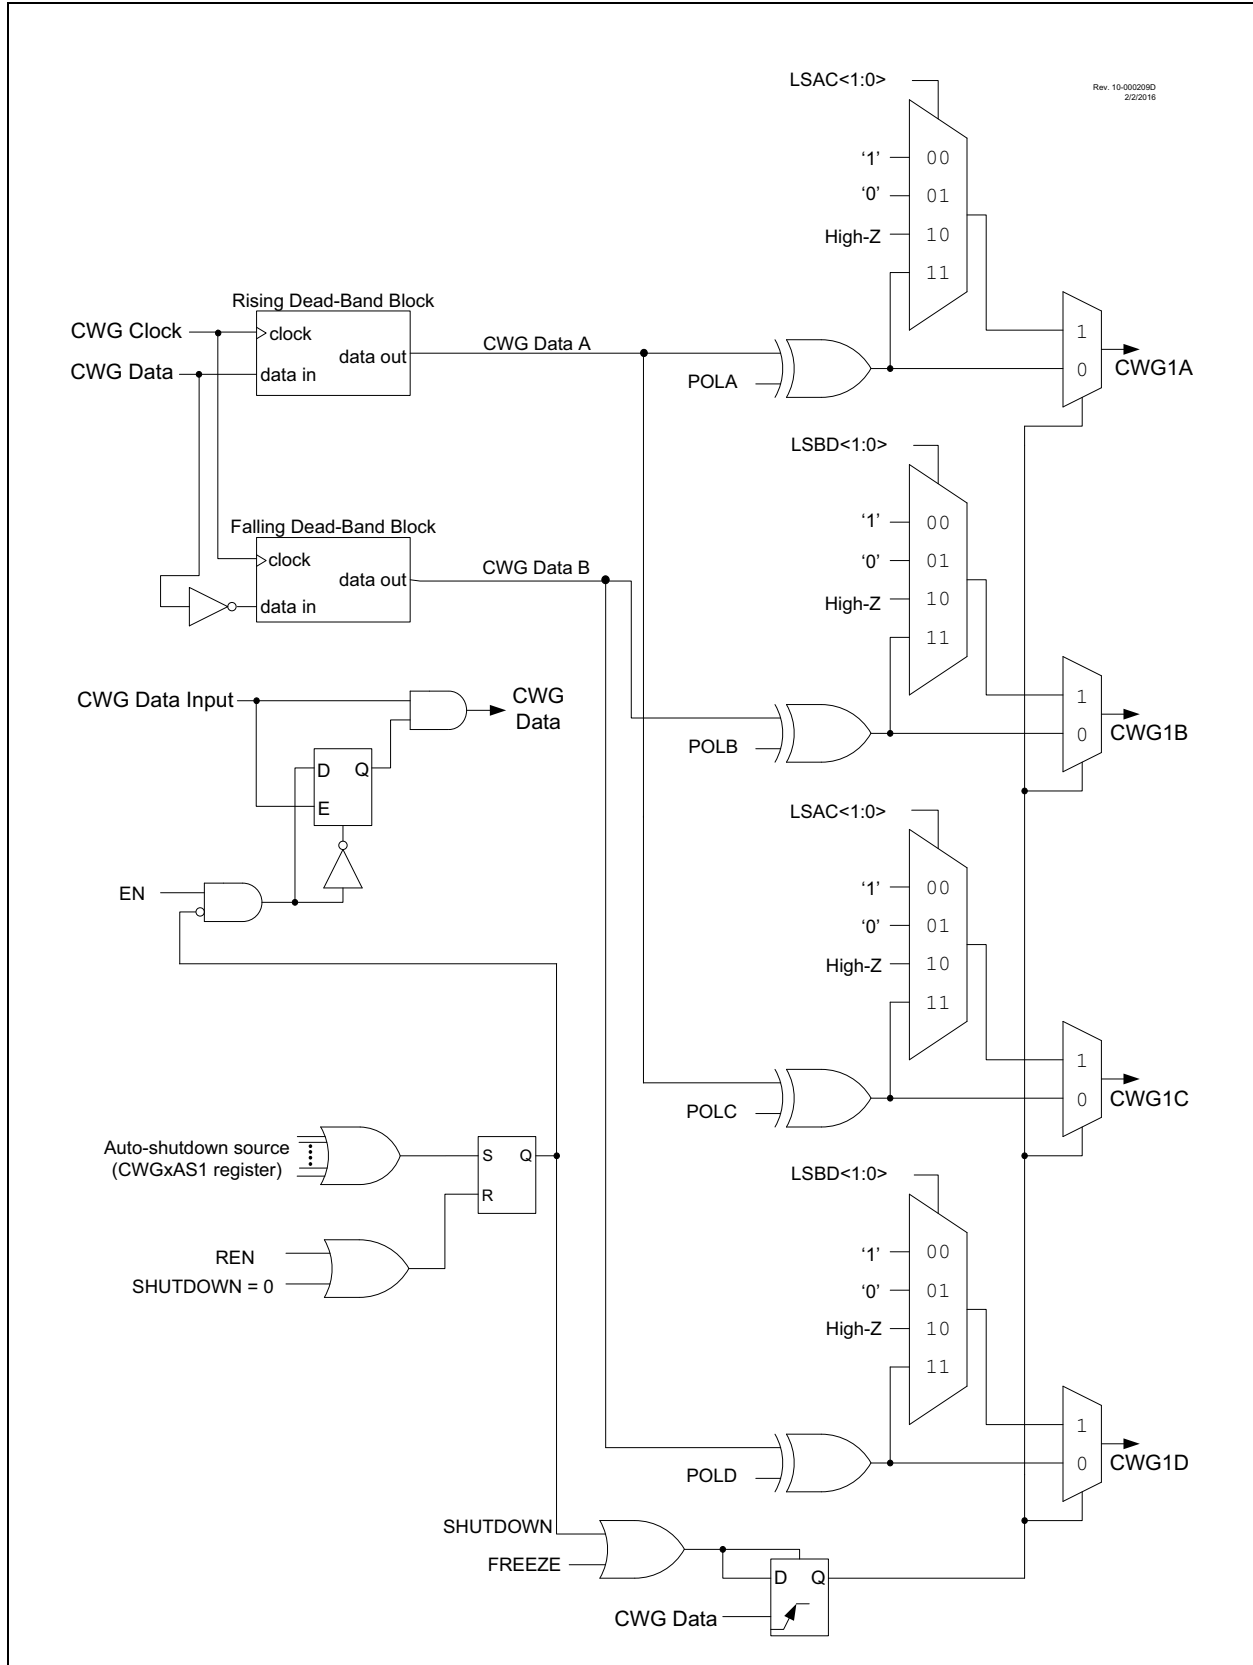 LSAC<1:0>
Rev. 10-000209D
2/2/2016
‘1’
00
‘0’
01
High-Z
10
11
Rising Dead-Band Block
CWG Clock
clock
data out
CWG Data
data in
CWG Data A
POLA
1
0
CWG1A
LSBD<1:0>
‘1’
00
‘0’
01
High-Z
10
11
Falling Dead-Band Block
clock
data out
data in
CWG Data B
POLB
1
0
CWG1B
CWG Data Input
CWG
Data
D
Q
E
EN
LSAC<1:0>
‘1’
00
‘0’
01
High-Z
10
11
POLC
1
0
CWG1C
Auto-shutdown source
(CWGxAS1 register)
S
Q
R
REN
SHUTDOWN = 0
LSBD<1:0>
‘1’
00
‘0’
01
High-Z
10
11
POLD
1
0
CWG1D
SHUTDOWN
FREEZE
D
Q
CWG Data